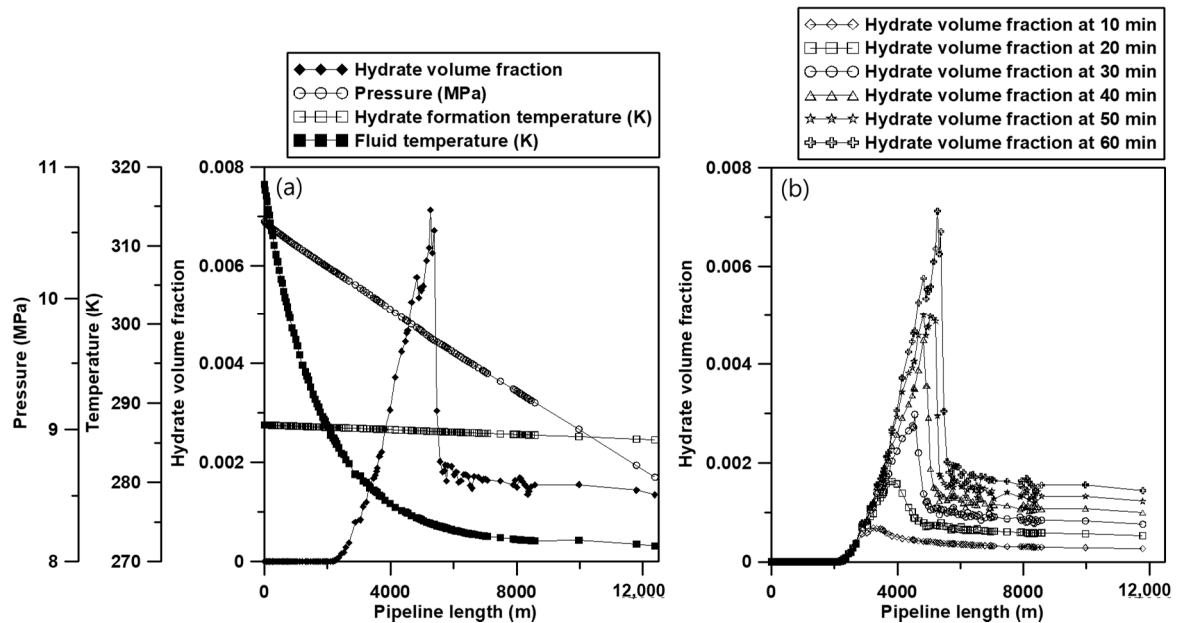 Hydrate volume fraction
Pressure (MPa)
Hydrate formation temperature (K)
Fluid temperature (K)
Hydrate volume fraction at 10 min
Hydrate volume fraction at 20 min
Hydrate volume fraction at 30 min
Hydrate volume fraction at 40 min
Hydrate volume fraction at 50 min
Hydrate volume fraction at 60 min
(a)
Pressure (MPa)
11
10
9
8
Temperature (K)
320
310
300
290
280
270
Hydrate volume fraction
0.008
0.006
0.004
0.002
0
0 4000 8000 12,000
Pipeline length (m)
(b)
Hydrate volume fraction
0.008
0.006
0.004
0.002
0
0 4000 8000 12,000
Pipeline length (m)